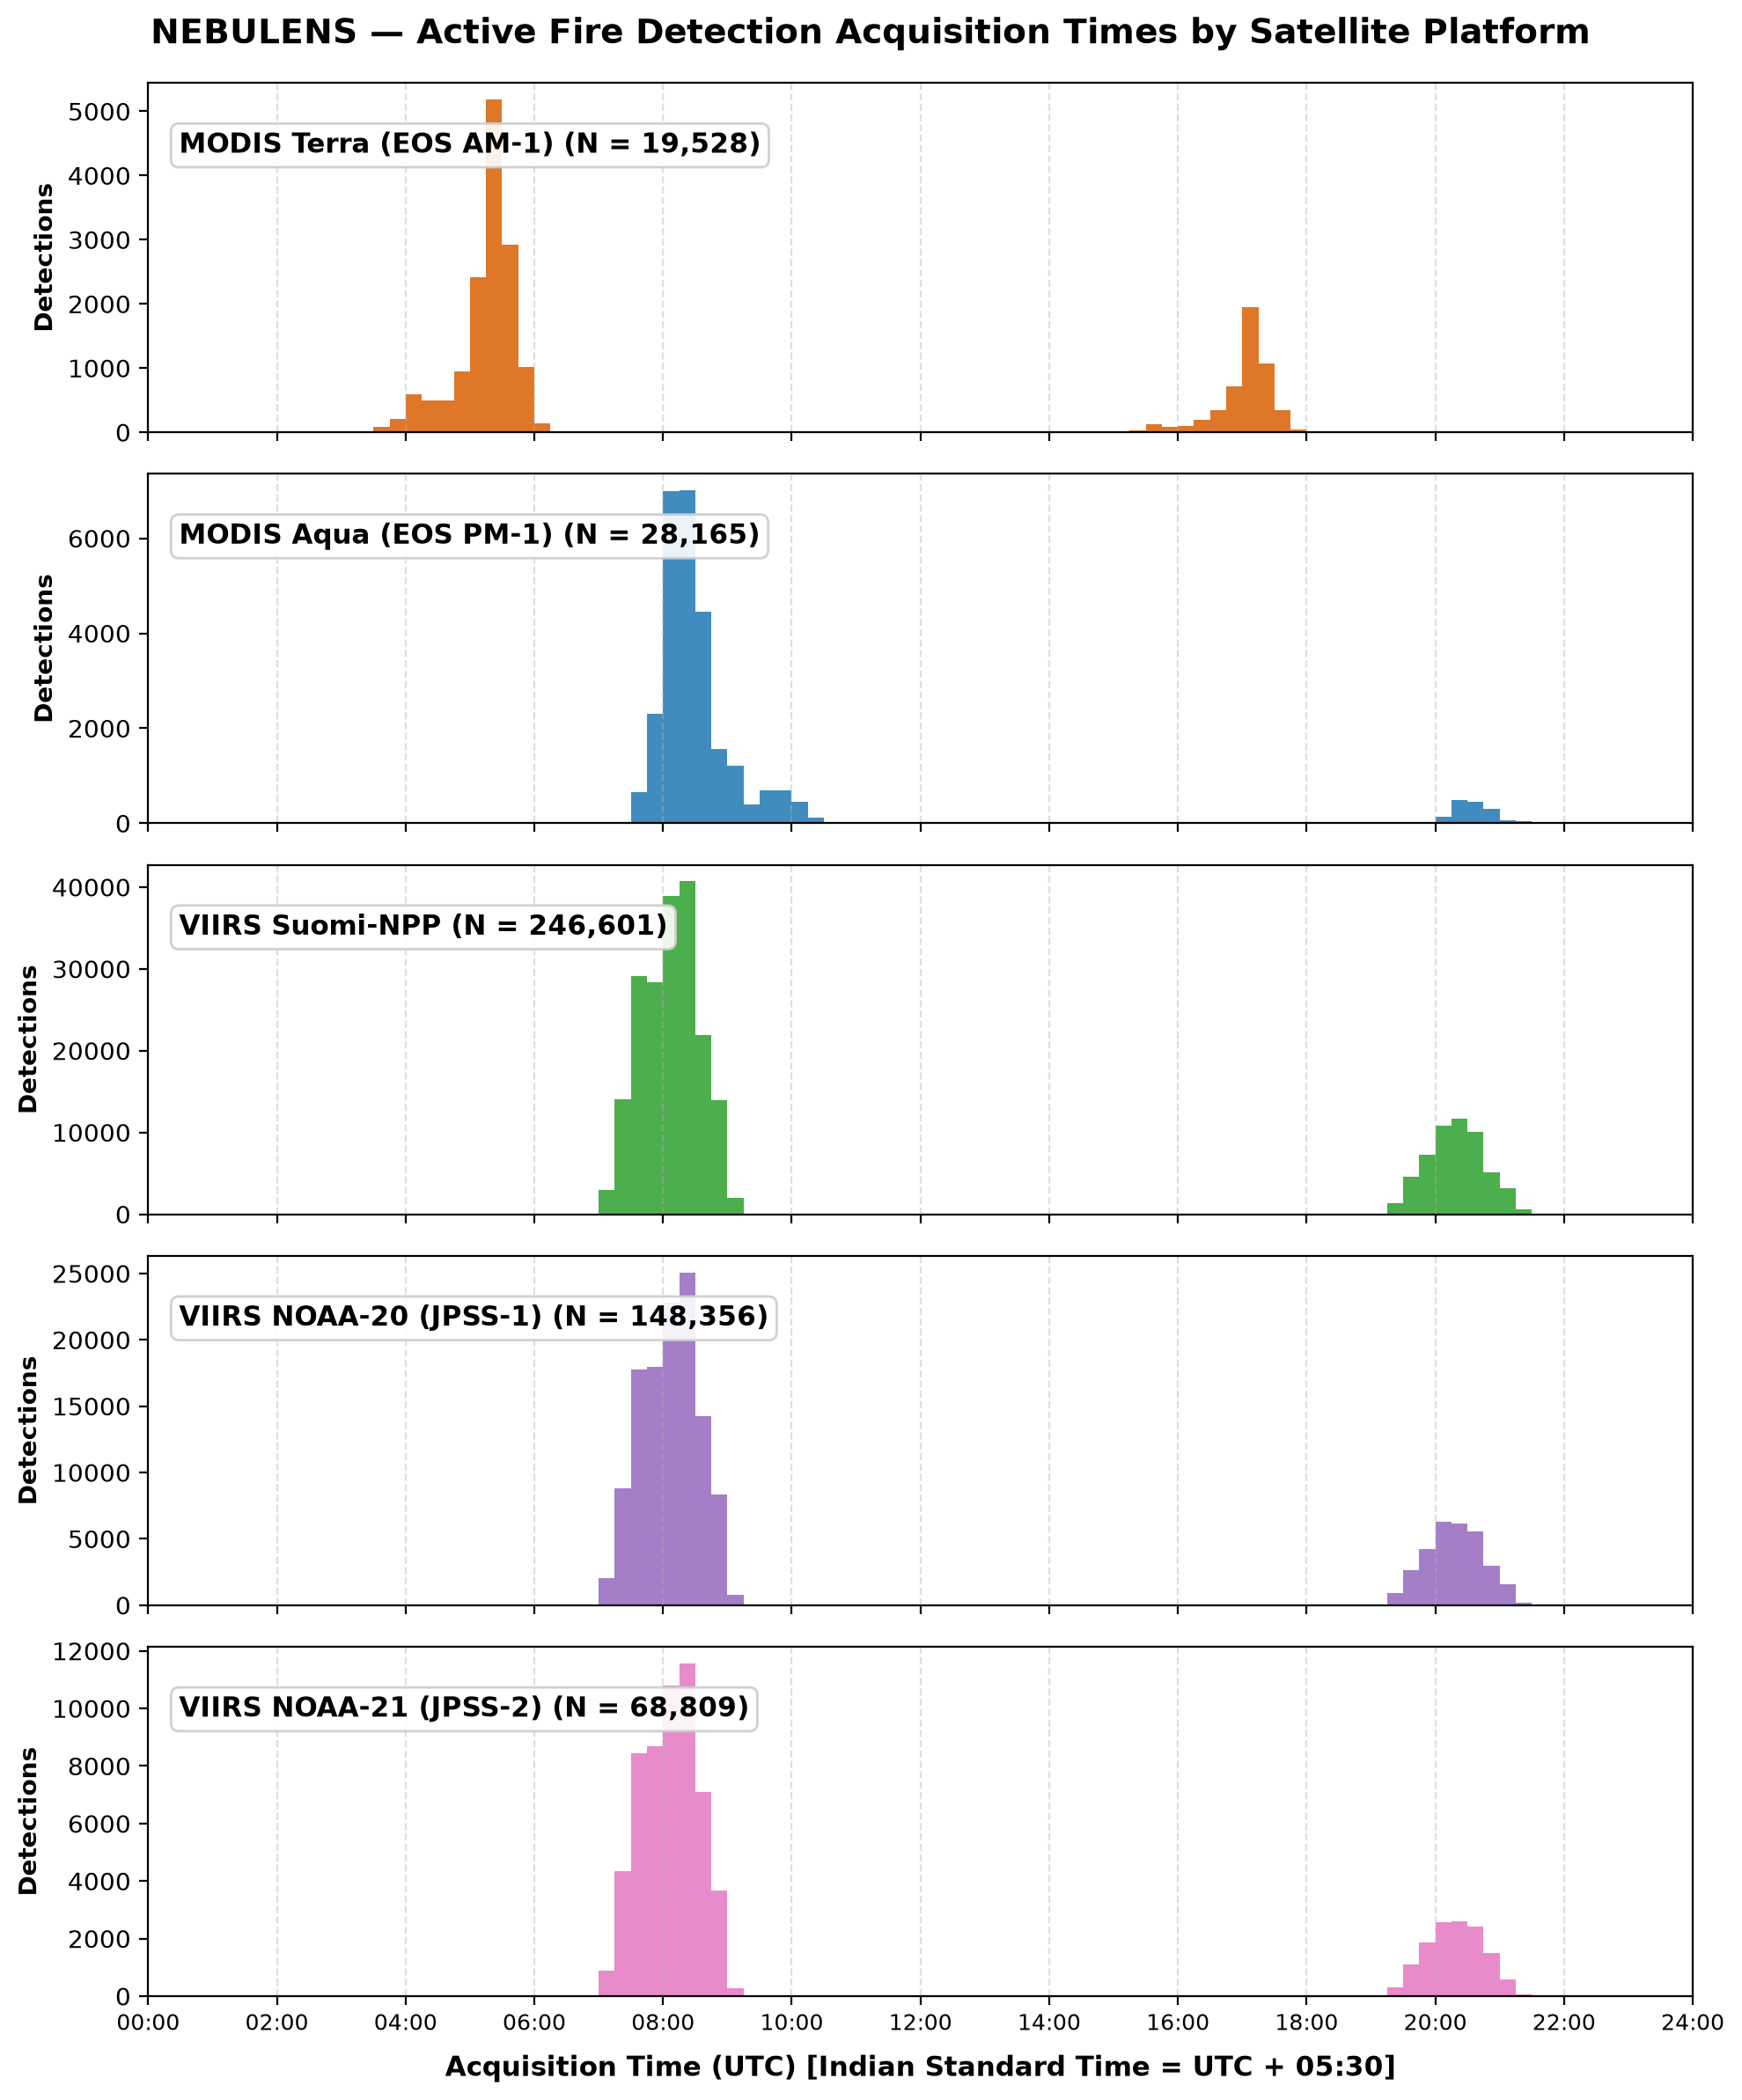 NEBULENS — Active Fire Detection Acquisition Times by Satellite Platform
5000
4000
3000
2000
1000
0
Detections
MODIS Terra (EOS AM-1) (N = 19,528)
6000
4000
2000
0
Detections
MODIS Aqua (EOS PM-1) (N = 28,165)
40000
30000
20000
10000
0
Detections
VIIRS Suomi-NPP (N = 246,601)
25000
20000
15000
10000
5000
0
Detections
VIIRS NOAA-20 (JPSS-1) (N = 148,356)
12000
10000
8000
6000
4000
2000
0
Detections
VIIRS NOAA-21 (JPSS-2) (N = 68,809)
00:00 02:00 04:00 06:00 08:00 10:00 12:00 14:00 16:00 18:00 20:00 22:00 24:00
Acquisition Time (UTC) [Indian Standard Time = UTC + 05:30]